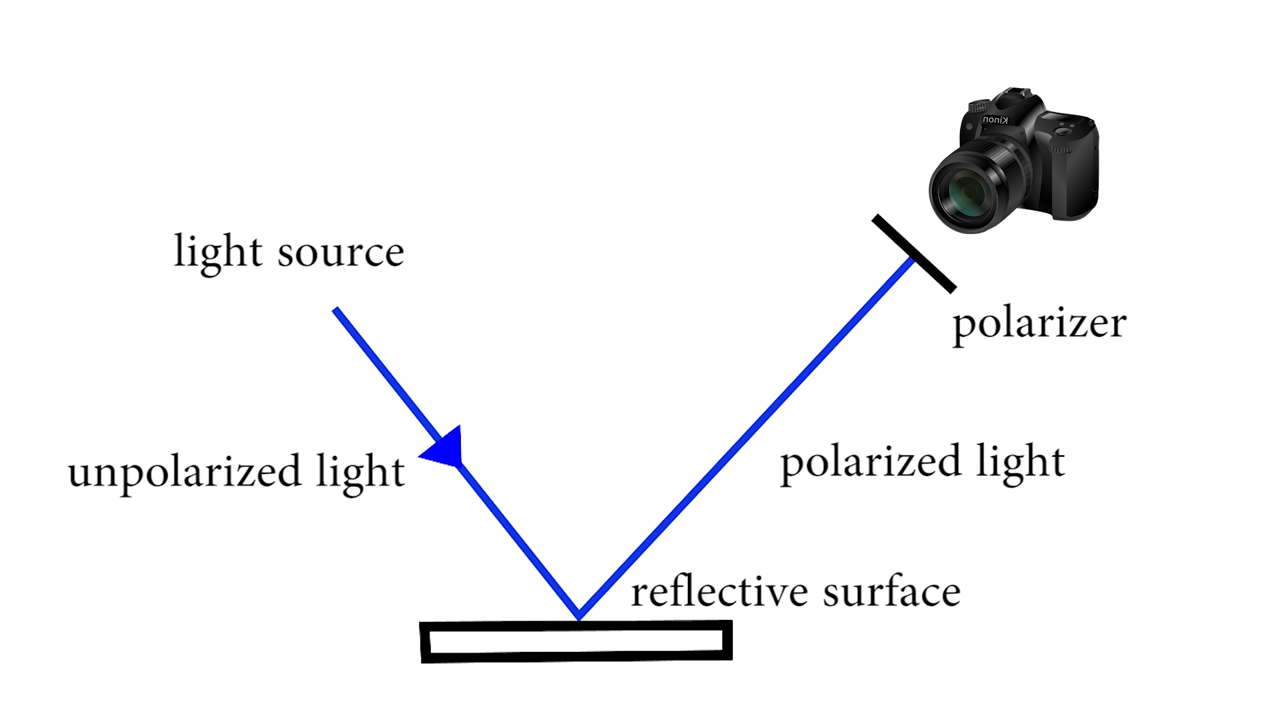 Kinon
light source
polarizer
unpolarized light
polarized light
reflective surface